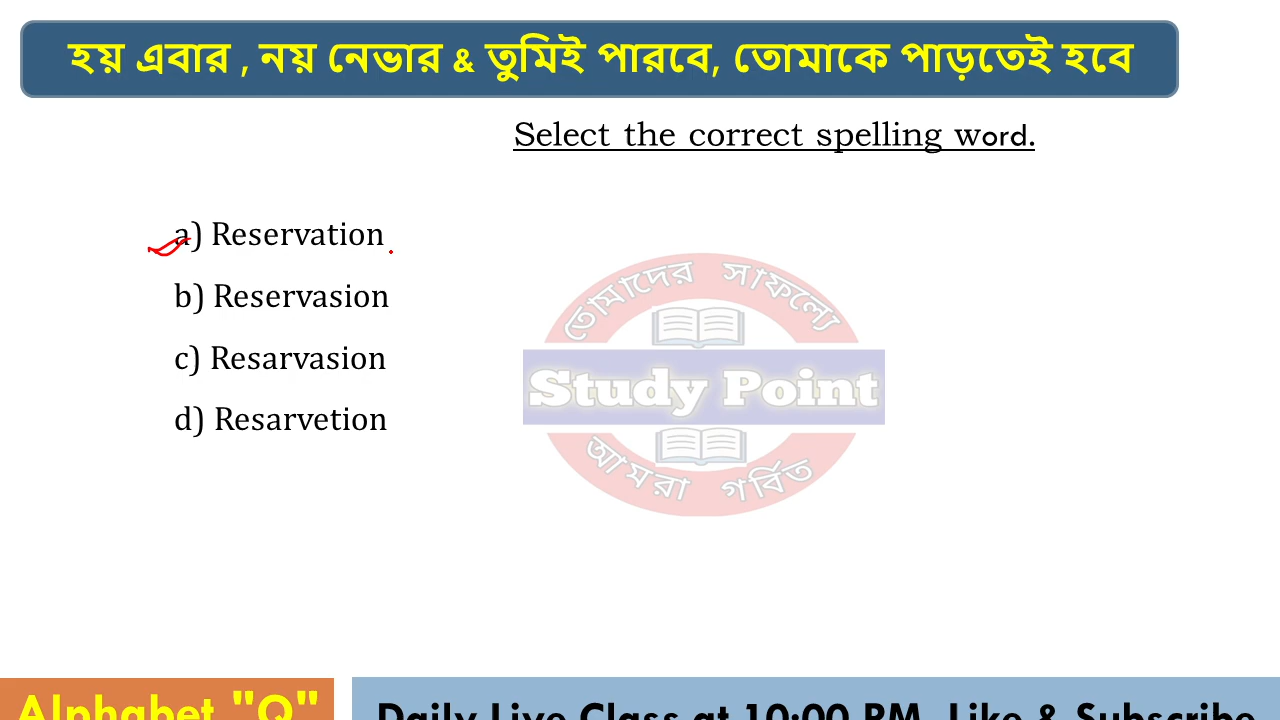 হয় এবার , নয় নেভার & তুমিই পারবে, তোমাকে পাড়তেই হবে
Select the correct spelling word.
a) Reservation
b) Reservasion
c) Resarvasion
d) Resarvetion
তোমাদের সাফল্যে
Study Point
আমরা গর্বিত
Alphabet "Q"
Daily Live Class at 10:00 PM, Like & Subscribe